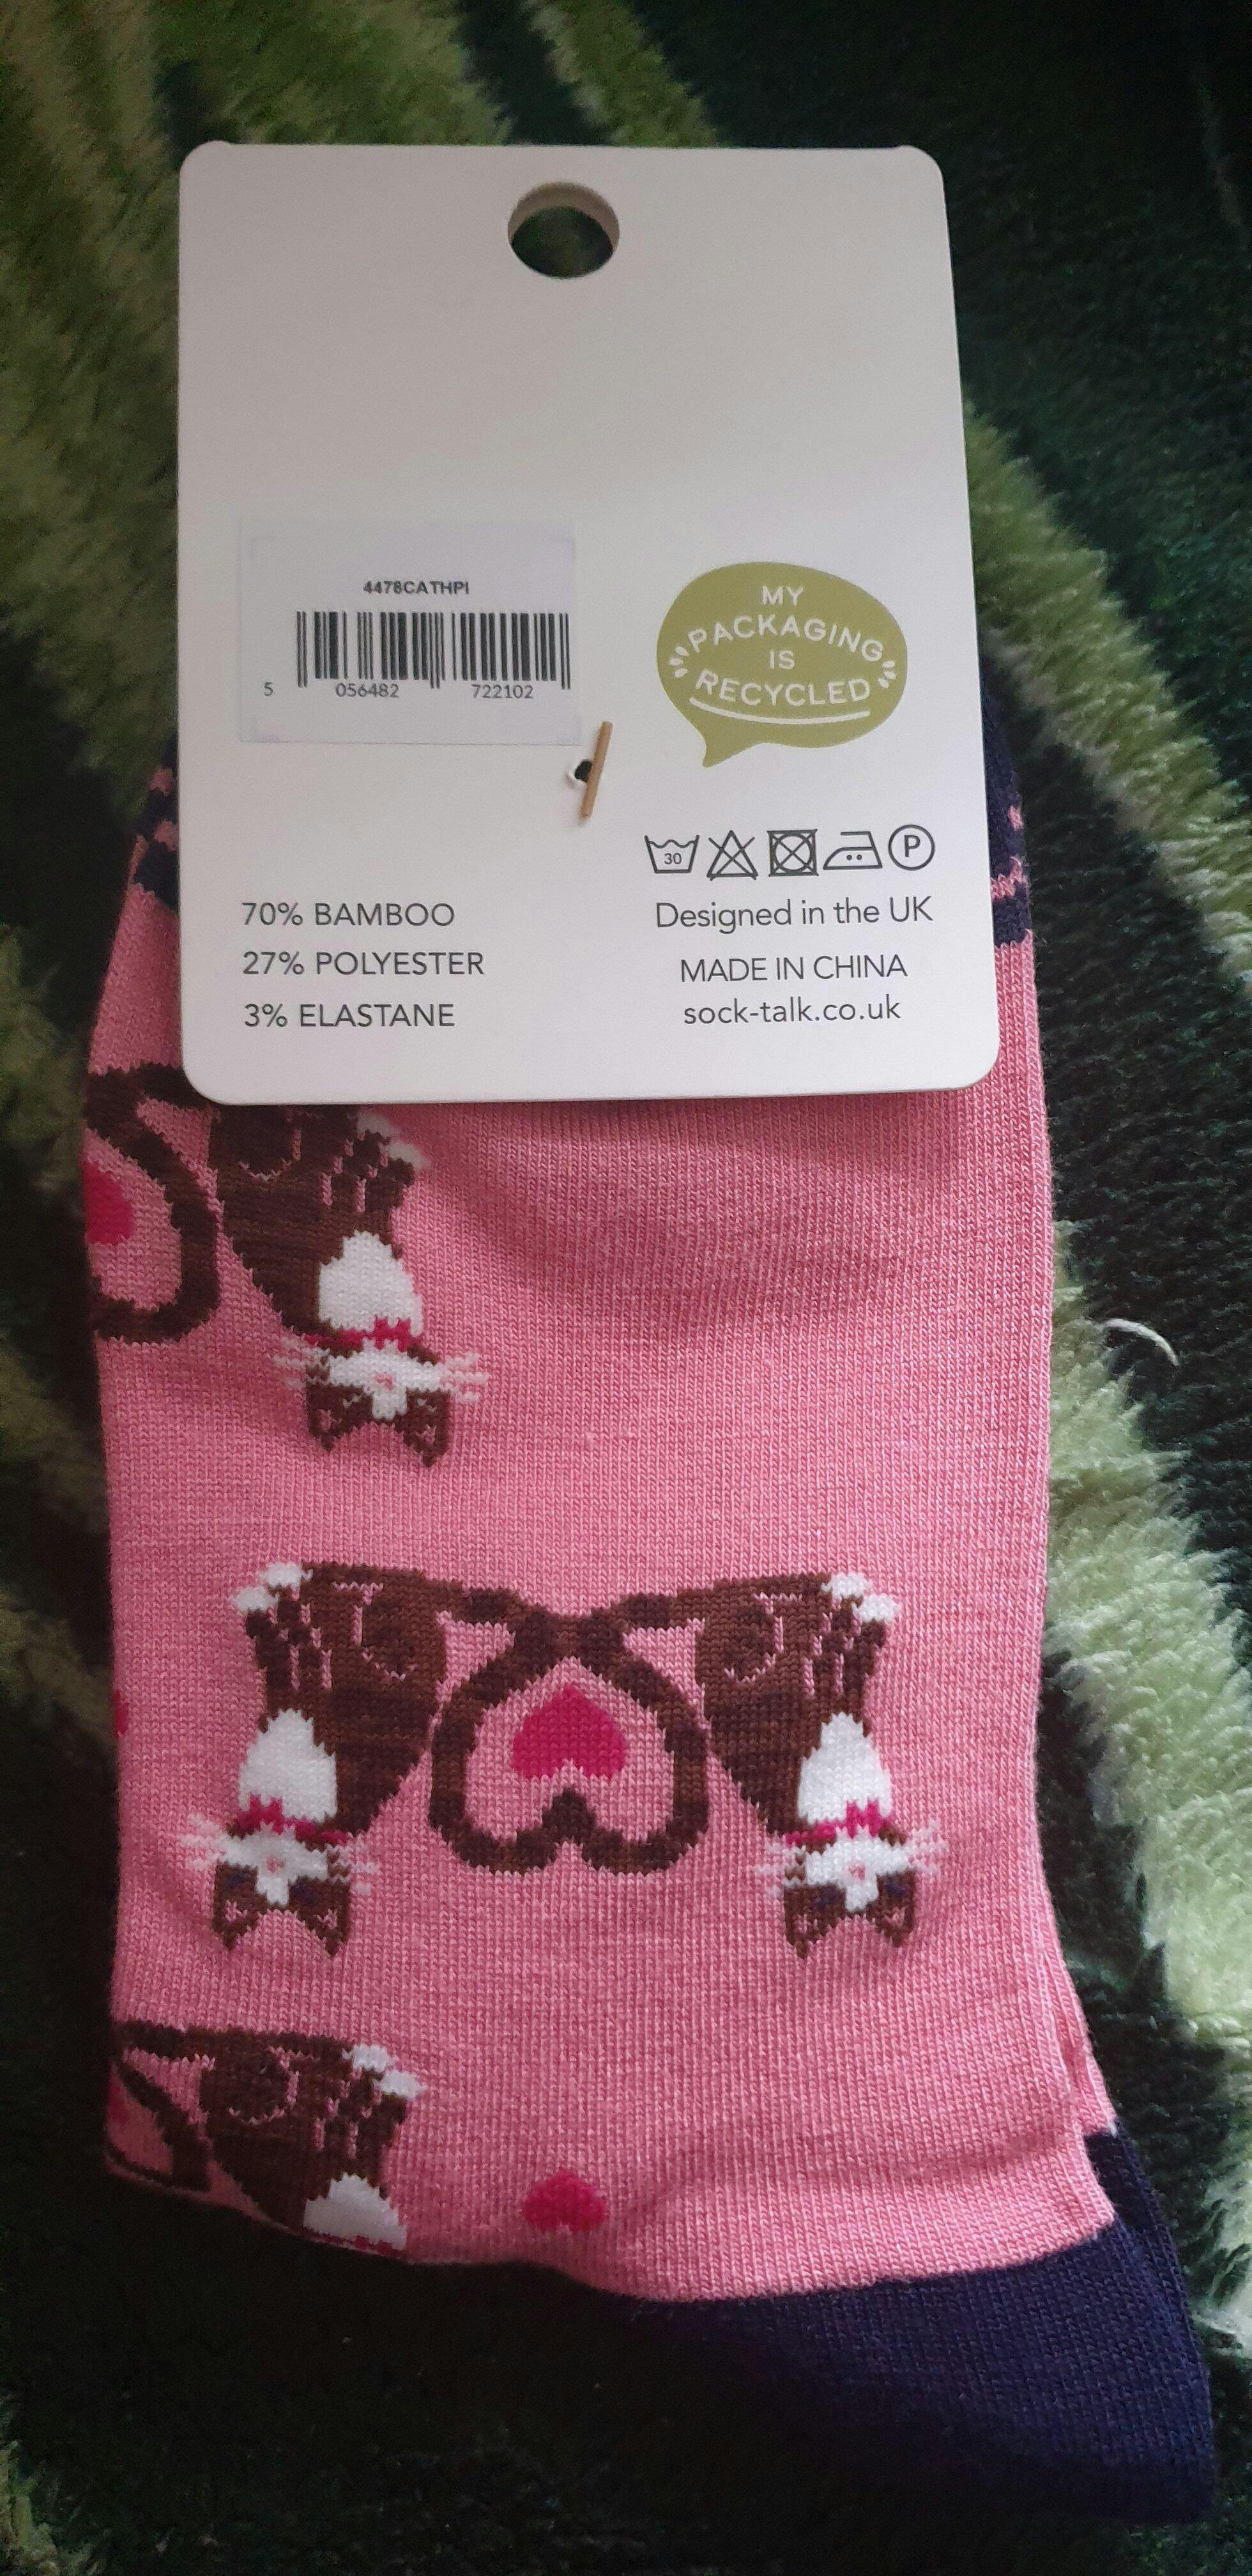 4478CATHPI
5 056482 722102
MY
PACKAGING
IS
RECYCLED
30
P
70% BAMBOO
27% POLYESTER
3% ELASTANE
Designed in the UK
MADE IN CHINA
sock-talk.co.uk